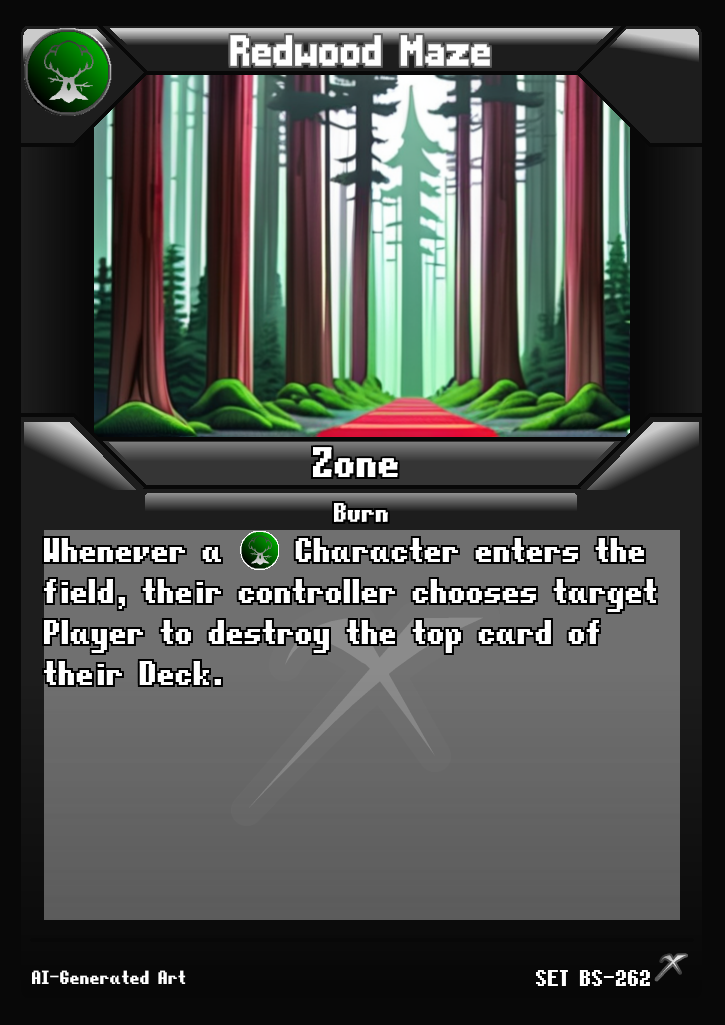 Redwood Maze
Zone
Burn
Whenever a Character enters the
field, their controller chooses target
Player to destroy the top card of
their Deck.
AI-Generated Art
SET BS-262